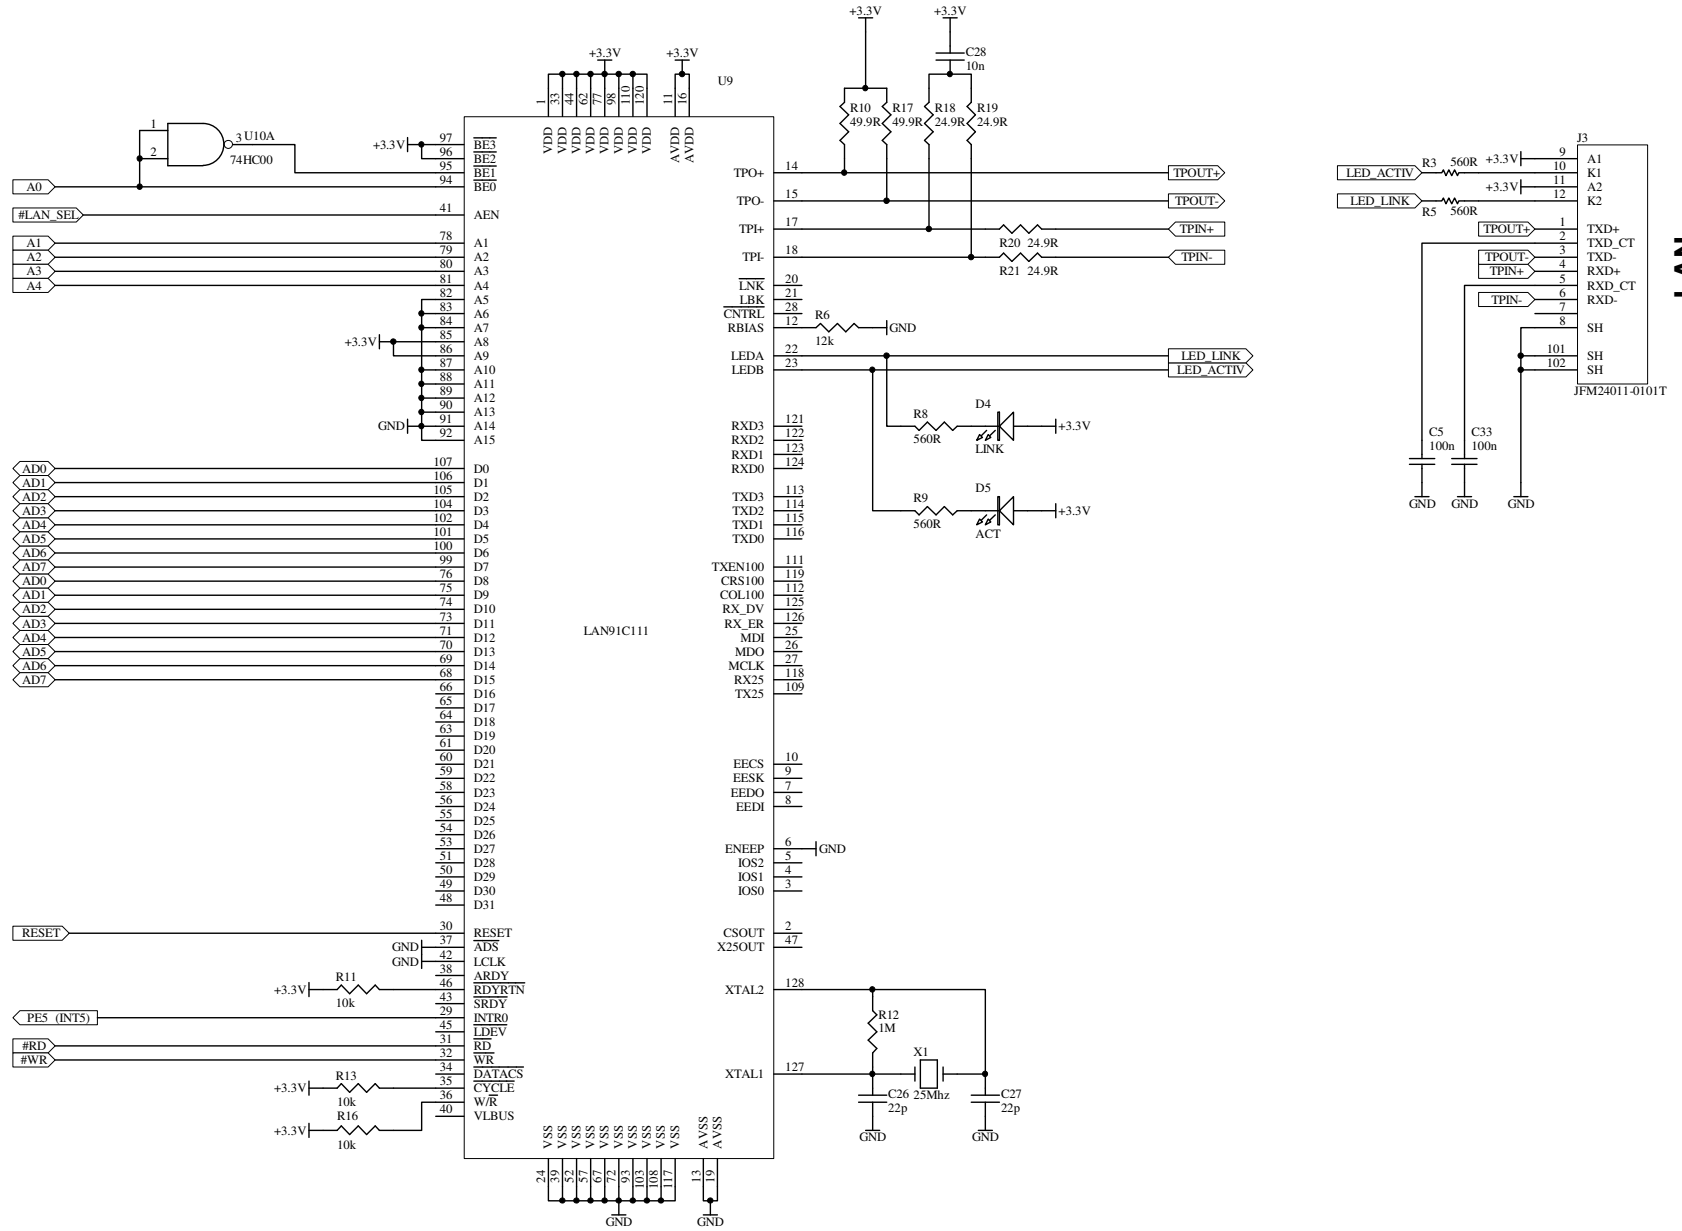 +3.3V
+3.3V
+3.3V
+3.3V
C28
10n
U9
1
33
44
62
77
98
110
120
11
16
VDD
VDD
VDD
VDD
VDD
VDD
VDD
VDD
AVDD
AVDD
R10
49.9R
R17
49.9R
R18
24.9R
R19
24.9R
1
2
3
U10A
74HC00
A0
#LAN_SEL
A1
A2
A3
A4
+3.3V
+3.3V
GND
97 BE3
96 BE2
95 BE1
94 BE0
41 AEN
78 A1
79 A2
80 A3
81 A4
82 A5
83 A6
84 A7
85 A8
86 A9
87 A10
88 A11
89 A12
90 A13
91 A14
92 A15
AD0 107 D0
AD1 106 D1
AD2 105 D2
AD3 104 D3
AD4 102 D4
AD5 101 D5
AD6 100 D6
AD7 99 D7
AD0 76 D8
AD1 75 D9
AD2 74 D10
AD3 73 D11
AD4 71 D12
AD5 70 D13
AD6 69 D14
AD7 68 D15
66 D16
65 D17
64 D18
63 D19
61 D20
60 D21
59 D22
58 D23
56 D24
55 D25
54 D26
53 D27
51 D28
50 D29
49 D30
48 D31
RESET 30 RESET
GND 37 ADS
GND 42 LCLK
38 ARDY
+3.3V R11 10k 46 RDYRTN
43 SRDY
PE5 (INT5) 29 INTR0
45 LDEV
#RD 31 RD
#WR 32 WR
34 DATACS
+3.3V R13 10k 35 CYCLE
36 W/R
40 VLBUS
+3.3V R16 10k
LAN91C111
TPO+ 14 TPOUT+
TPO- 15 TPOUT-
TPI+ 17 R20 24.9R TPIN+
TPI- 18 R21 24.9R TPIN-
LNK 20
LBK 21
CNTRL 28
RBIAS 12 R6 12k GND
LEDA 22 LED_LINK
LEDB 23 LED_ACTIV
R8 560R D4 LINK +3.3V
R9 560R D5 ACT +3.3V
RXD3 121
RXD2 122
RXD1 123
RXD0 124
TXD3 113
TXD2 114
TXD1 115
TXD0 116
TXEN100 111
CRS100 119
COL100 112
RX_DV 125
RX_ER 126
MDI 25
MDO 26
MCLK 27
RX25 118
TX25 109
EECS 10
EESK 9
EEDO 7
EEDI 8
ENEEP 6 GND
IOS2 5
IOS1 4
IOS0 3
CSOUT 2
X25OUT 47
XTAL2 128
R12
1M
XTAL1 127
X1
25Mhz
C26
22p
GND
C27
22p
GND
VSS
VSS
VSS
VSS
VSS
VSS
VSS
VSS
VSS
VSS
AVSS
AVSS
24
39
52
57
67
72
93
103
108
117
13
19
GND
GND
J3
+3.3V 9 A1
LED_ACTIV R3 560R 10 K1
+3.3V 11 A2
LED_LINK R5 560R 12 K2
TPOUT+ 1 TXD+
2 TXD_CT
TPOUT- 3 TXD-
TPIN+ 4 RXD+
5 RXD_CT
TPIN- 6 RXD-
7
8 SH
101 SH
102 SH
JFM24011-0101T
C5
100n
C33
100n
GND
GND
GND